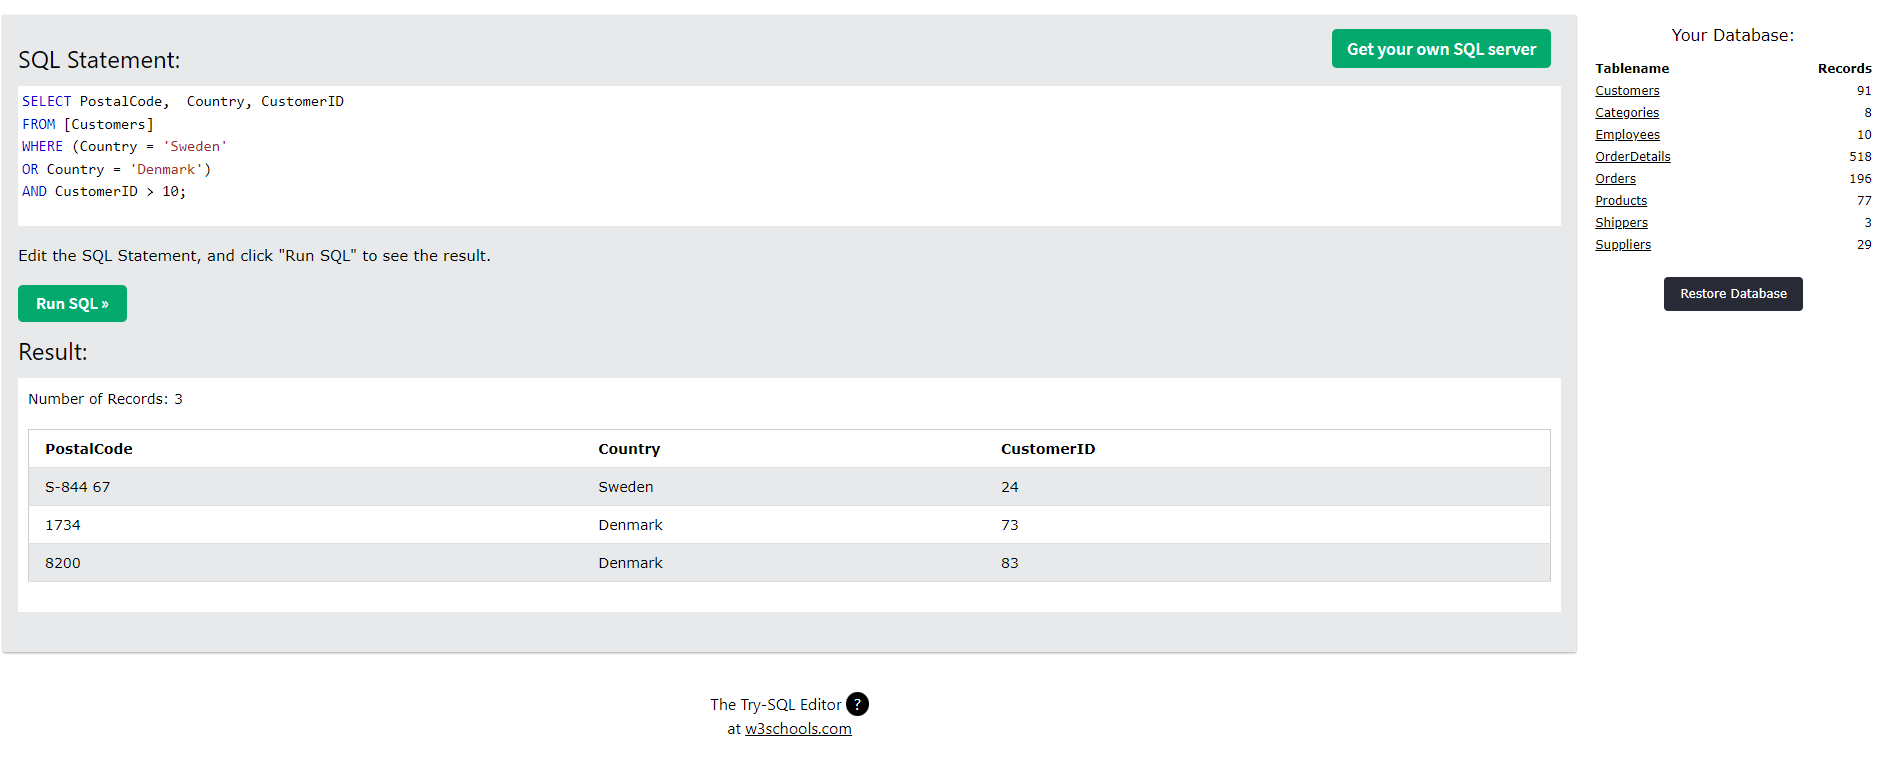 SQL Statement:
Get your own SQL server
SELECT PostalCode,  Country, CustomerID
FROM [Customers]
WHERE (Country = 'Sweden'
OR Country = 'Denmark')
AND CustomerID > 10;
Edit the SQL Statement, and click "Run SQL" to see the result.
Run SQL »
Result:
Number of Records: 3
PostalCode Country CustomerID
S-844 67 Sweden 24
1734 Denmark 73
8200 Denmark 83
Your Database:
Tablename Records
Customers 91
Categories 8
Employees 10
OrderDetails 518
Orders 196
Products 77
Shippers 3
Suppliers 29
Restore Database
The Try-SQL Editor ?
at w3schools.com